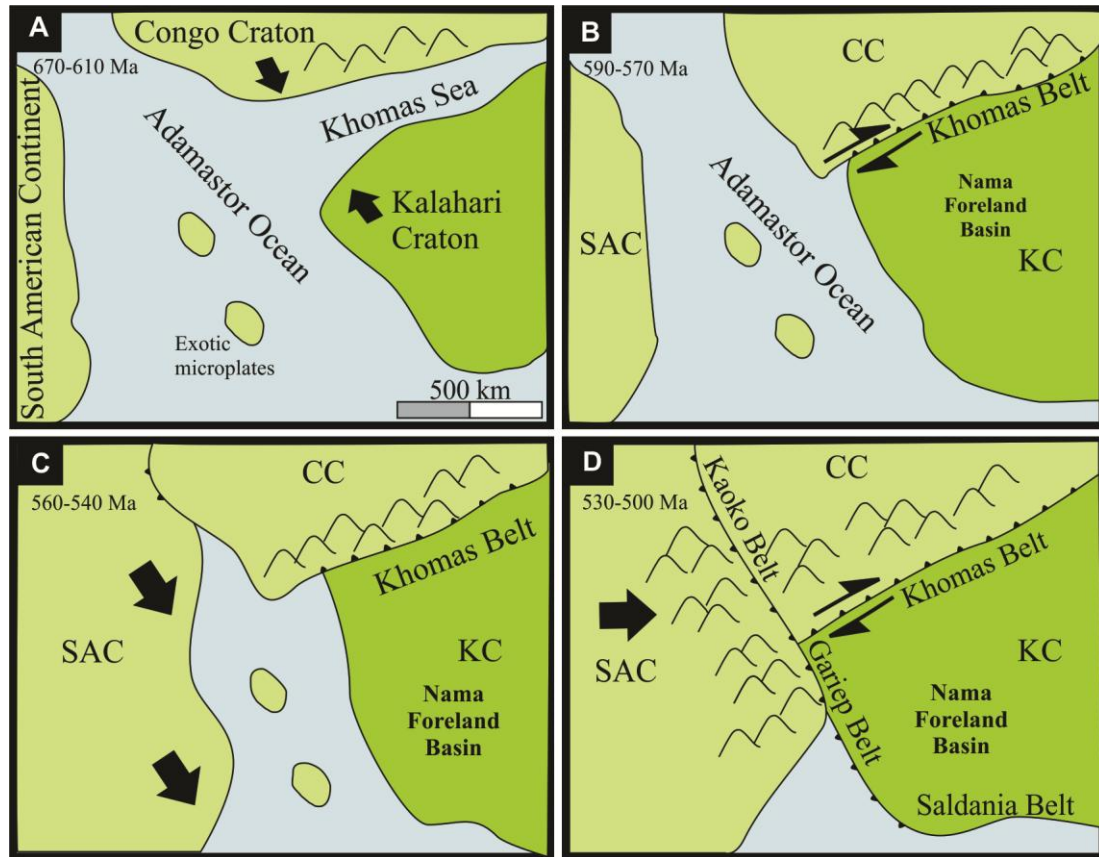 A
670-610 Ma
Congo Craton
Khomas Sea
South American Continent
Adamastor Ocean
Kalahari
Craton
Exotic
microplates
500 km
B
590-570 Ma
CC
Khomas Belt
Nama
Foreland
Basin
SAC
Adamastor Ocean
KC
C
560-540 Ma
CC
Khomas Belt
SAC
KC
Nama
Foreland
Basin
D
530-500 Ma
CC
Kaoko Belt
Khomas Belt
SAC
KC
Gariep Belt
Nama
Foreland
Basin
Saldania Belt